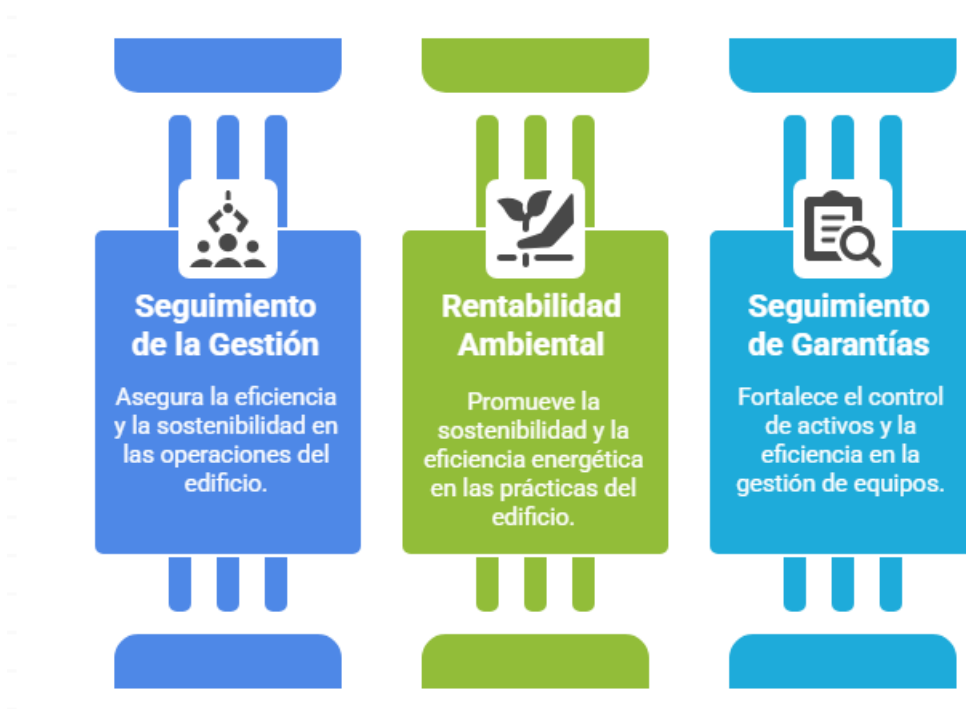 Seguimiento
de la Gestión
Asegura la eficiencia
y la sostenibilidad en
las operaciones del
edificio.
Rentabilidad
Ambiental
Promueve la
sostenibilidad y la
eficiencia energética
en las prácticas del
edificio.
Seguimiento
de Garantías
Fortalece el control
de activos y la
eficiencia en la
gestión de equipos.